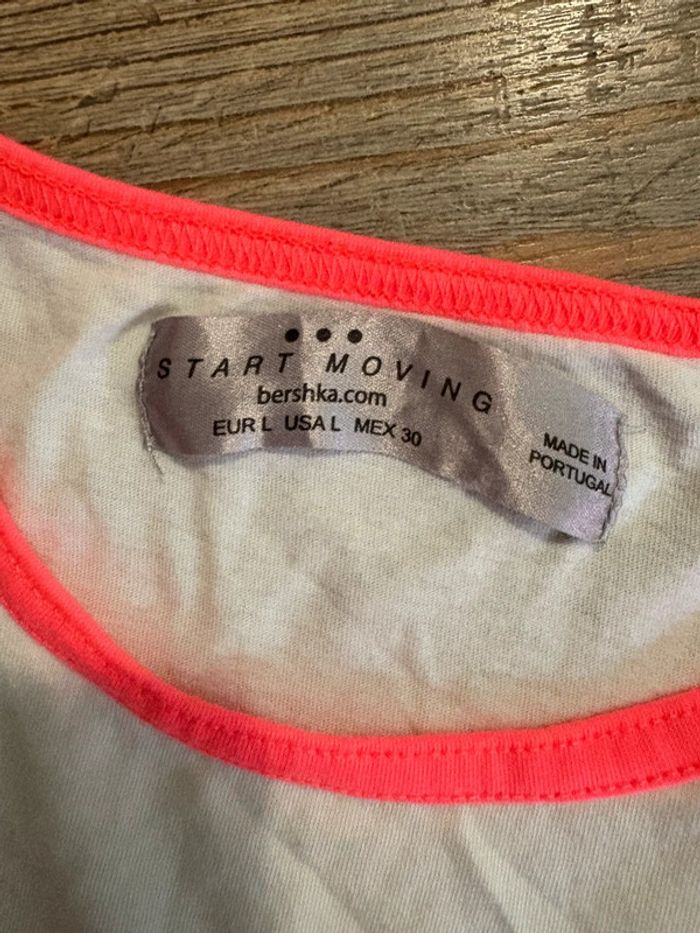 START MOVING
bershka.com
EUR L USA L MEX 30
MADE IN
PORTUGAL